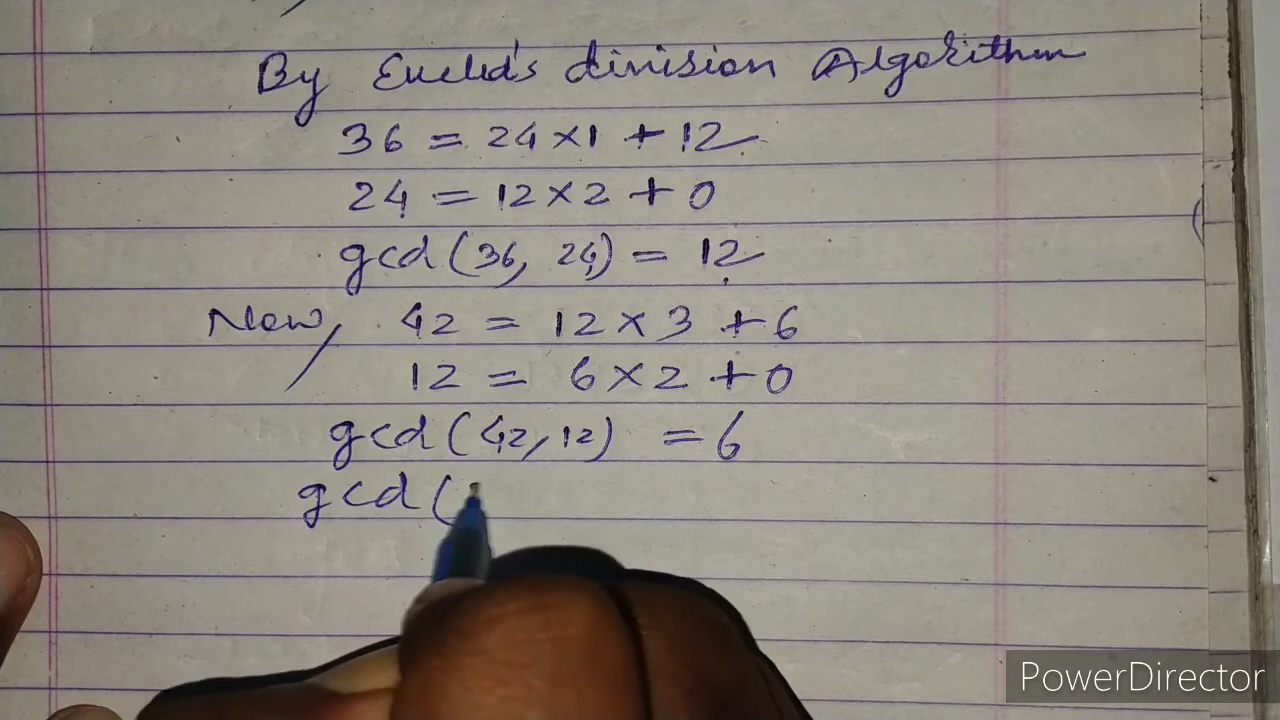 By Euclid's division Algorithm
36 = 24 × 1 + 12
24 = 12 × 2 + 0
gcd (36, 24) = 12
Now, 42 = 12 × 3 + 6
12 = 6 × 2 + 0
gcd (42, 12) = 6
gcd (
PowerDirector